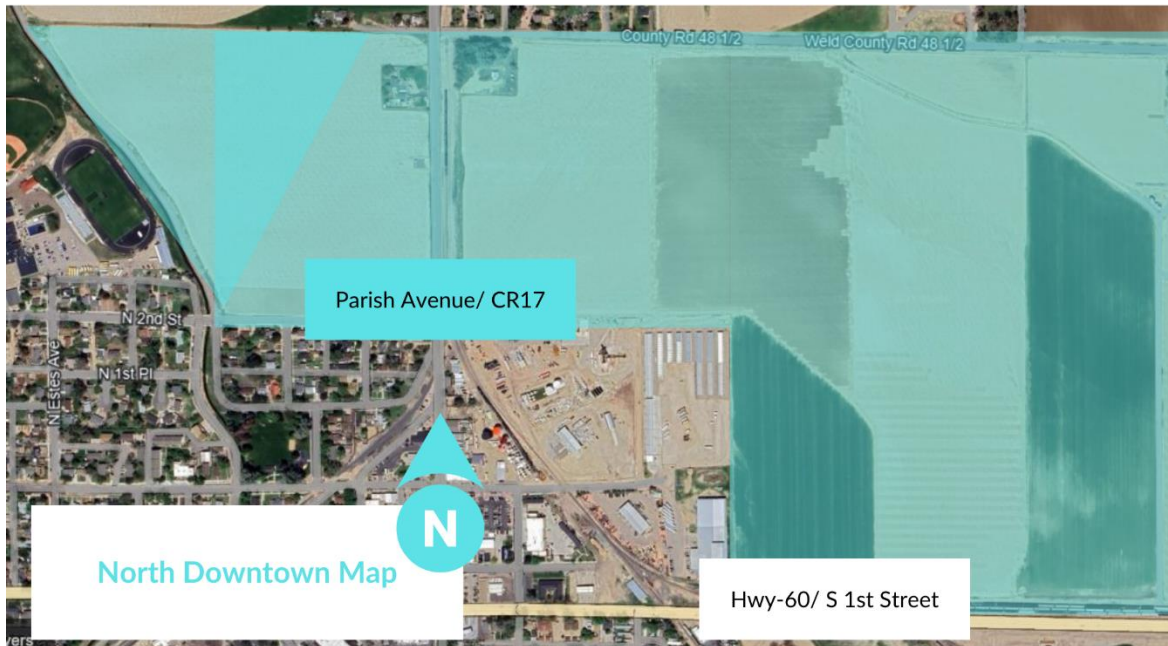 County Rd 48 1/2
Weld County Rd 48 1/2
Parish Avenue/ CR17
N 2nd St
N 1st Pl
N Estes Ave
N
North Downtown Map
Hwy-60/ S 1st Street
vers